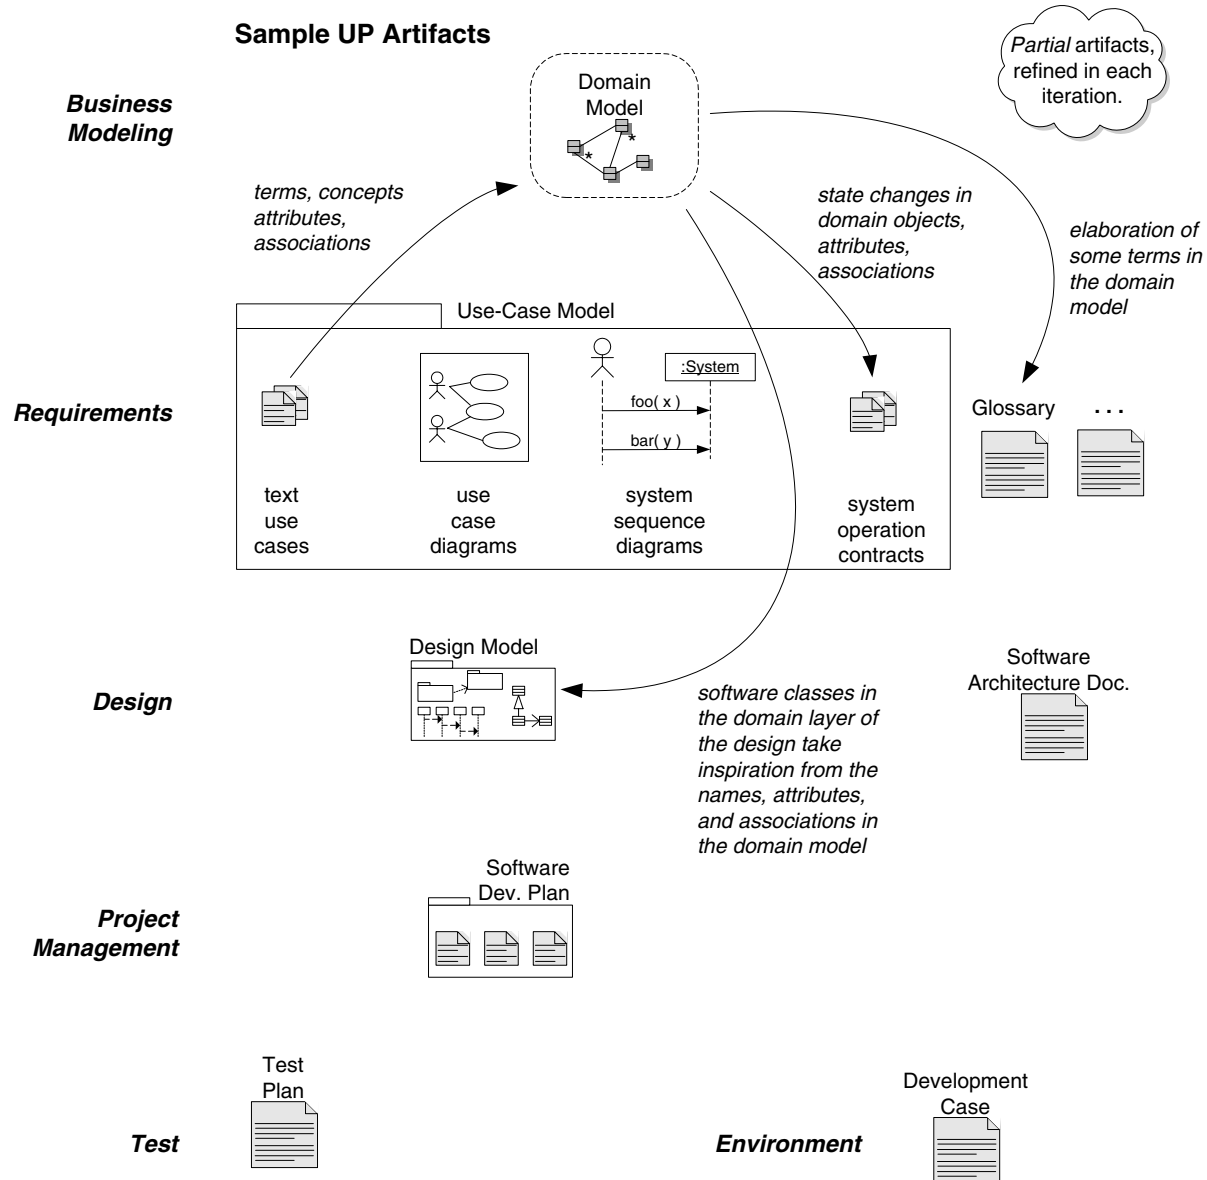 Sample UP Artifacts
Partial artifacts,
refined in each
iteration.
Business
Modeling
Domain
Model
*
*
terms, concepts
attributes,
associations
state changes in
domain objects,
attributes,
associations
elaboration of
some terms in
the domain
model
Use-Case Model
Requirements
:System
foo( x )
bar( y )
text
use
cases
use
case
diagrams
system
sequence
diagrams
system
operation
contracts
Glossary
. . .
Design
Design Model
software classes in
the domain layer of
the design take
inspiration from the
names, attributes,
and associations in
the domain model
Software
Architecture Doc.
Project
Management
Software
Dev. Plan
Test
Test
Plan
Environment
Development
Case